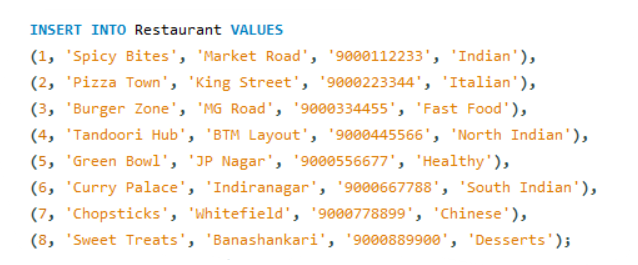 INSERT INTO Restaurant VALUES
(1, 'Spicy Bites', 'Market Road', '9000112233', 'Indian'),
(2, 'Pizza Town', 'King Street', '9000223344', 'Italian'),
(3, 'Burger Zone', 'MG Road', '9000334455', 'Fast Food'),
(4, 'Tandoori Hub', 'BTM Layout', '9000445566', 'North Indian'),
(5, 'Green Bowl', 'JP Nagar', '9000556677', 'Healthy'),
(6, 'Curry Palace', 'Indiranagar', '9000667788', 'South Indian'),
(7, 'Chopsticks', 'Whitefield', '9000778899', 'Chinese'),
(8, 'Sweet Treats', 'Banashankari', '9000889900', 'Desserts');